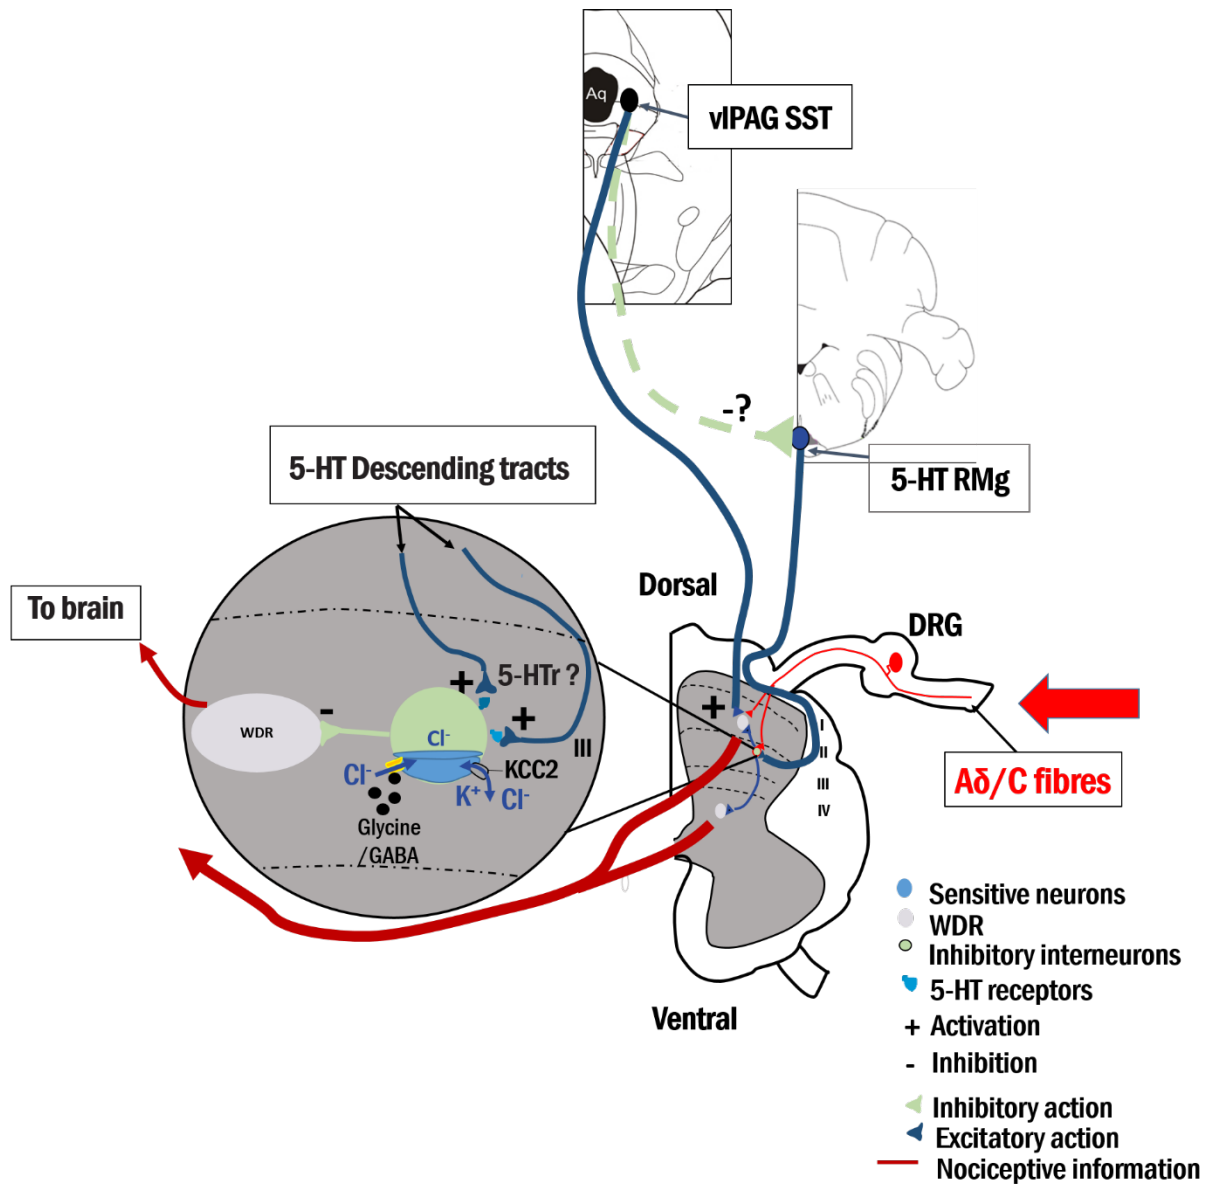 Aq
vlPAG SST
-?
5-HT RMg
5-HT Descending tracts
To brain
Dorsal
DRG
+
5-HTr ?
+
-
+
WDR
Cl-
III
Cl-
KCC2
K+
Cl-
Glycine
/GABA
I
II
III
IV
Aδ/C fibres
Ventral
Sensitive neurons
WDR
Inhibitory interneurons
5-HT receptors
+ Activation
- Inhibition
Inhibitory action
Excitatory action
Nociceptive information